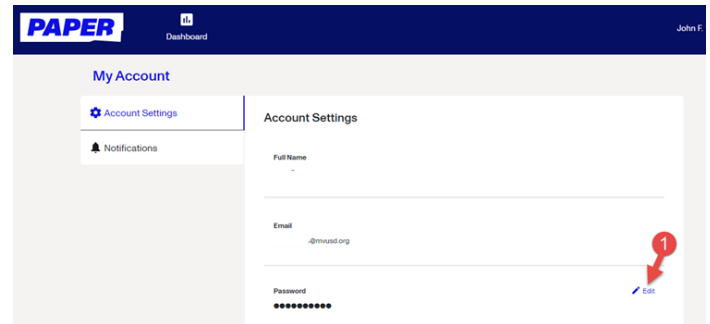 PAPER
Dashboard
John F.
My Account
Account Settings
Notifications
Account Settings
Full Name
-
Email
@mvusd.org
1
Password
Edit
●●●●●●●●●●